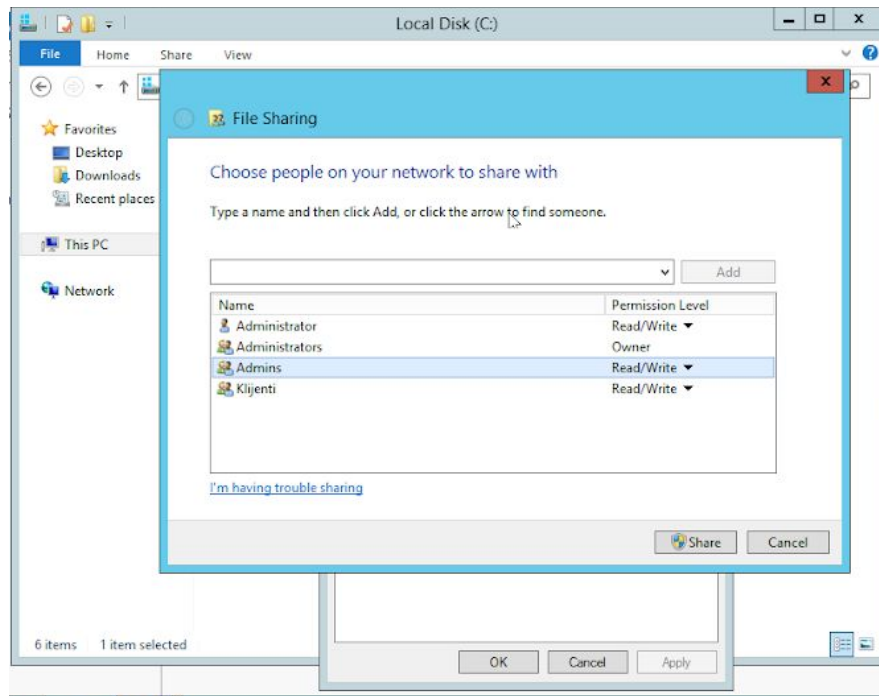 Local Disk (C:)
File Home Share View
File Sharing
Favorites
Desktop
Downloads
Recent places
This PC
Network
Choose people on your network to share with
Type a name and then click Add, or click the arrow to find someone.
Add
Name Permission Level
Administrator Read/Write
Administrators Owner
Admins Read/Write
Klijenti Read/Write
I'm having trouble sharing
Share Cancel
OK Cancel Apply
6 items 1 item selected